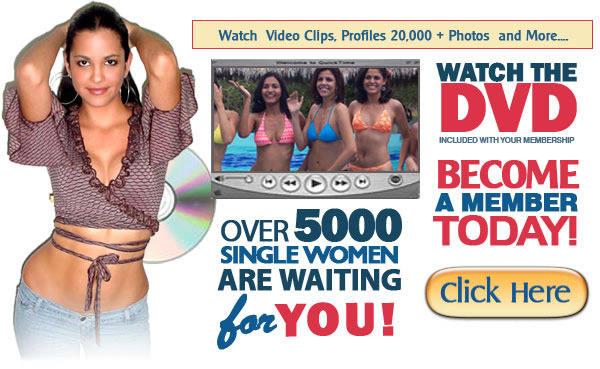 Watch Video Clips, Profiles 20,000 + Photos and More....
Welcome to QuickTime
OVER 5000
SINGLE WOMEN
ARE WAITING
for YOU!
WATCH THE
DVD
INCLUDED WITH YOUR MEMBERSHIP
BECOME
A MEMBER
TODAY!
Click Here